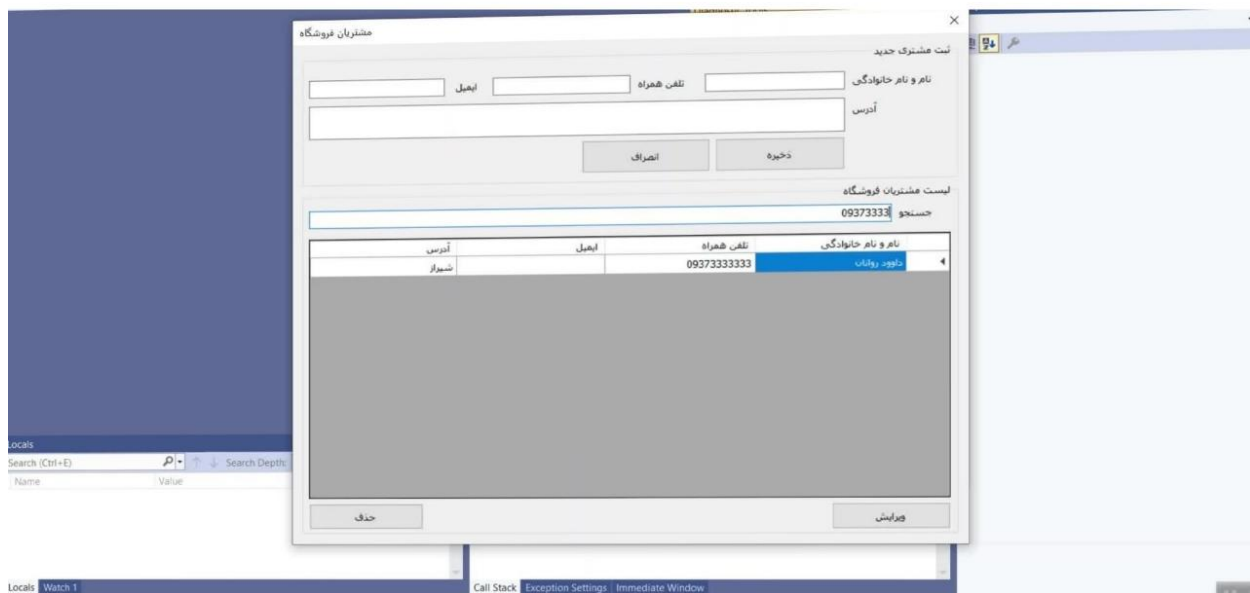 مشتریان فروشگاه
ثبت مشتری جدید
نام و نام خانوادگی تلفن همراه ایمیل
آدرس
ذخیره انصراف
لیست مشتریان فروشگاه
جستجو 09373333
نام و نام خانوادگی تلفن همراه ایمیل آدرس
داوود روانان 09373333333 شیراز
ویرایش حذف
Locals
Search (Ctrl+E) Search Depth:
Name Value
Locals Watch 1 Call Stack Exception Settings Immediate Window